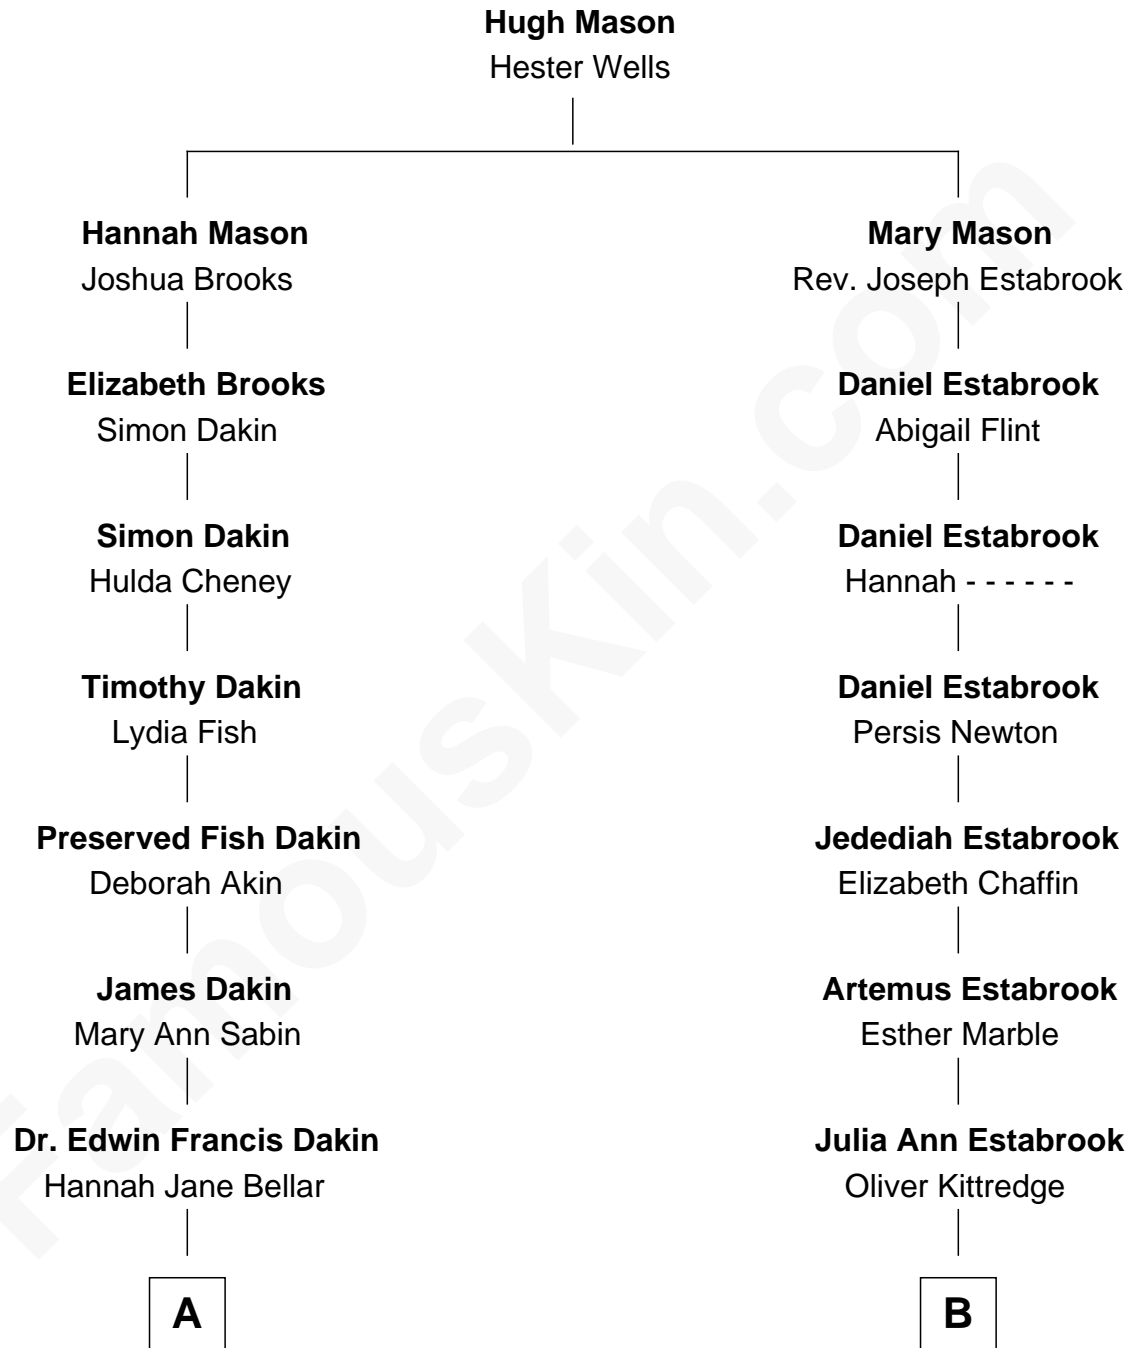 Hugh Mason
Hester Wells
Hannah Mason
Joshua Brooks
Mary Mason
Rev. Joseph Estabrook
Elizabeth Brooks
Simon Dakin
Daniel Estabrook
Abigail Flint
Simon Dakin
Hulda Cheney
Daniel Estabrook
Hannah - - - - - -
Timothy Dakin
Lydia Fish
Daniel Estabrook
Persis Newton
Preserved Fish Dakin
Deborah Akin
Jedediah Estabrook
Elizabeth Chaffin
James Dakin
Mary Ann Sabin
Artemus Estabrook
Esther Marble
Dr. Edwin Francis Dakin
Hannah Jane Bellar
Julia Ann Estabrook
Oliver Kittredge
A
B
FamousKin.com